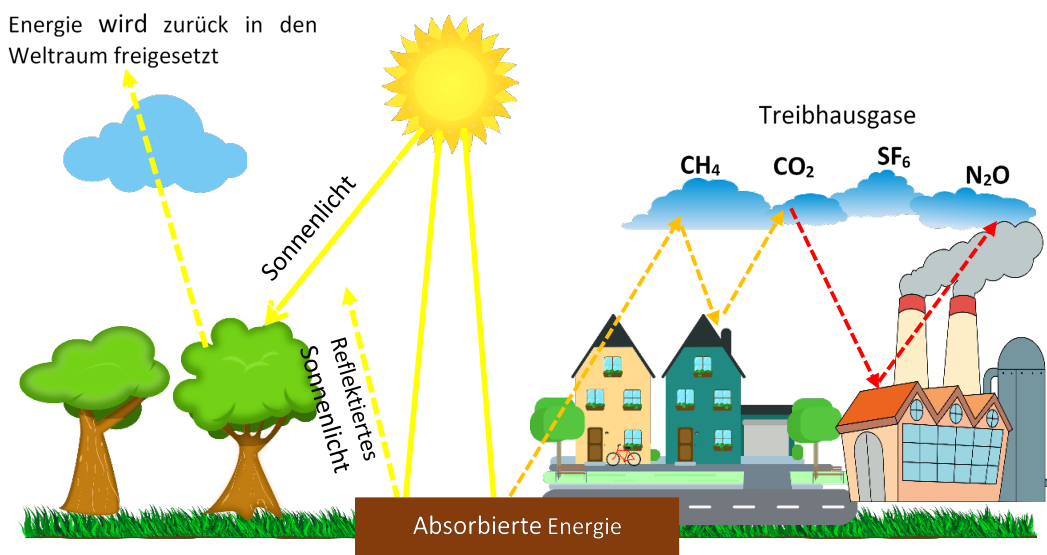 Energie wird zurück in den
Weltraum freigesetzt
Sonnenlicht
Reflektiertes
Sonnenlicht
Treibhausgase
CH₄
CO₂
SF₆
N₂O
Absorbierte Energie